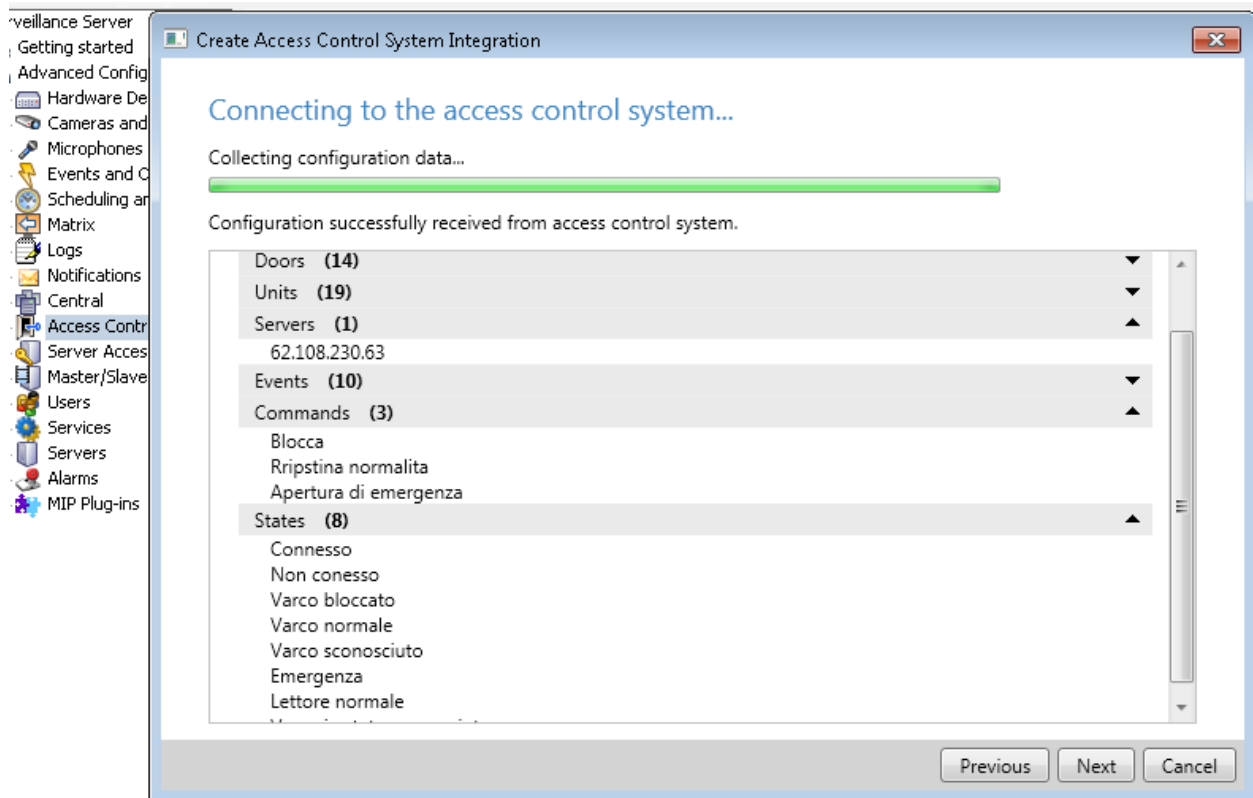 rveillance Server
Getting started
Advanced Config
Hardware De
Cameras and
Microphones
Events and O
Scheduling an
Matrix
Logs
Notifications
Central
Access Contr
Server Acces
Master/Slave
Users
Services
Servers
Alarms
MIP Plug-ins
Create Access Control System Integration
Connecting to the access control system...
Collecting configuration data...
Configuration successfully received from access control system.
Doors (14)
Units (19)
Servers (1)
62.108.230.63
Events (10)
Commands (3)
Blocca
Rripstina normalita
Apertura di emergenza
States (8)
Connesso
Non conesso
Varco bloccato
Varco normale
Varco sconosciuto
Emergenza
Lettore normale
Previous Next Cancel